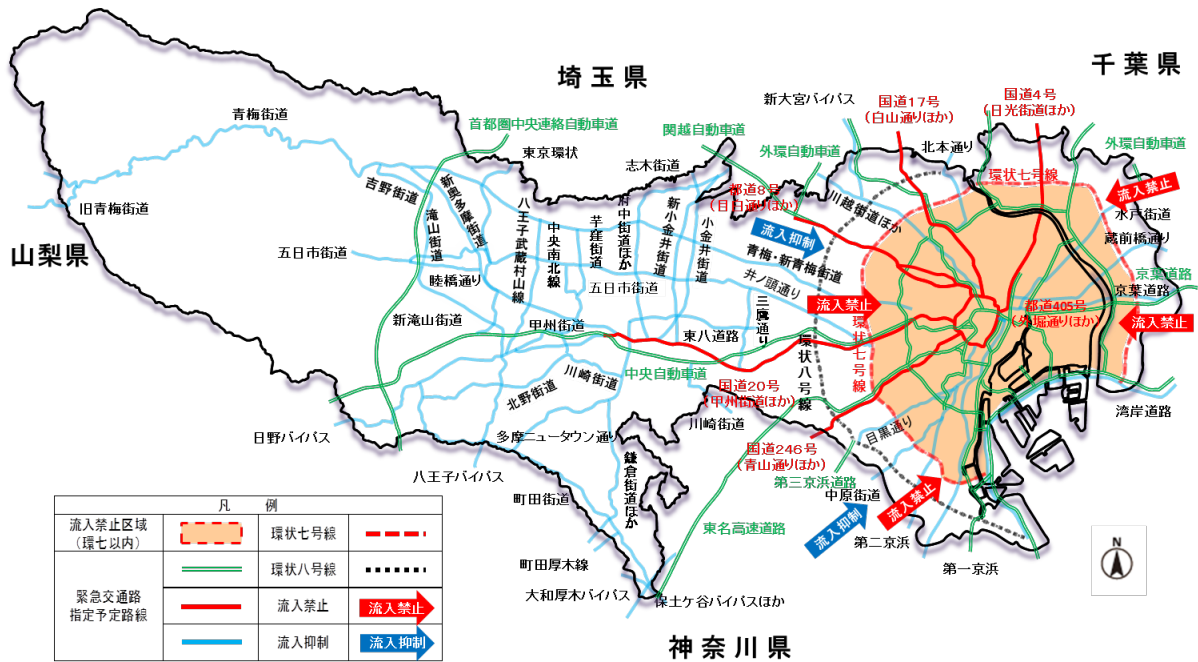 埼玉県
千葉県
山梨県
神奈川県
青梅街道
首都圏中央連絡自動車道
東京環状
志木街道
関越自動車道
新大宮バイパス
国道17号
(白山通りほか)
国道4号
(日光街道ほか)
外環自動車道
北本通り
外環自動車道
環状七号線
流入禁止
水戸街道
蔵前橋通り
京葉道路
京葉道路
流入禁止
湾岸道路
旧青梅街道
吉野街道
新奥多摩街道
滝山街道
五日市街道
睦橋通り
新滝山街道
八王子武蔵村山線
中央南北線
芋窪街道
府中街道ほか
新小金井街道
小金井街道
五日市街道
都道8号
(目白通りほか)
流入抑制
川越街道ほか
青梅・新青梅街道
井ノ頭通り
三鷹通り
流入禁止
環状七号線
環状八号線
都道405号
(外堀通りほか)
甲州街道
東八道路
中央自動車道
国道20号
(甲州街道ほか)
川崎街道
北野街道
川崎街道
多摩ニュータウン通り
日野バイパス
八王子バイパス
町田街道
鎌倉街道ほか
国道246号
(青山通りほか)
目黒通り
第三京浜道路
中原街道
流入禁止
流入抑制
第二京浜
第一京浜
東名高速道路
町田厚木線
大和厚木バイパス
保土ケ谷バイパスほか
凡 例
流入禁止区域
(環七以内)
環状七号線
緊急交通路
指定予定路線
環状八号線
流入禁止
流入禁止
流入抑制
流入抑制
N